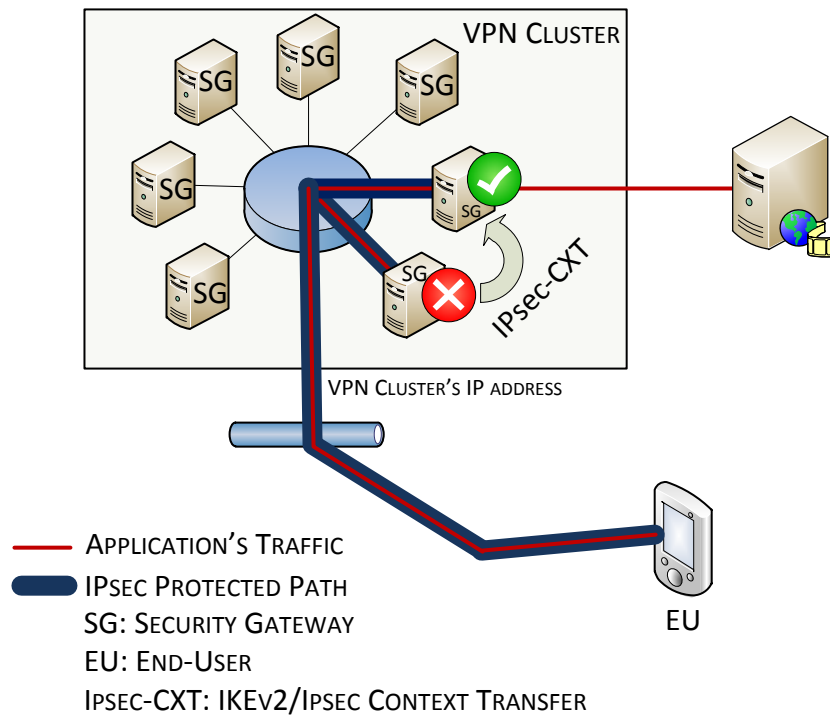 VPN CLUSTER
SG
SG
SG
SG
SG
SG
SG
IPsec-CXT
VPN CLUSTER'S IP ADDRESS
APPLICATION'S TRAFFIC
IPSEC PROTECTED PATH
SG: SECURITY GATEWAY
EU: END-USER
IPSEC-CXT: IKEV2/IPSEC CONTEXT TRANSFER
EU